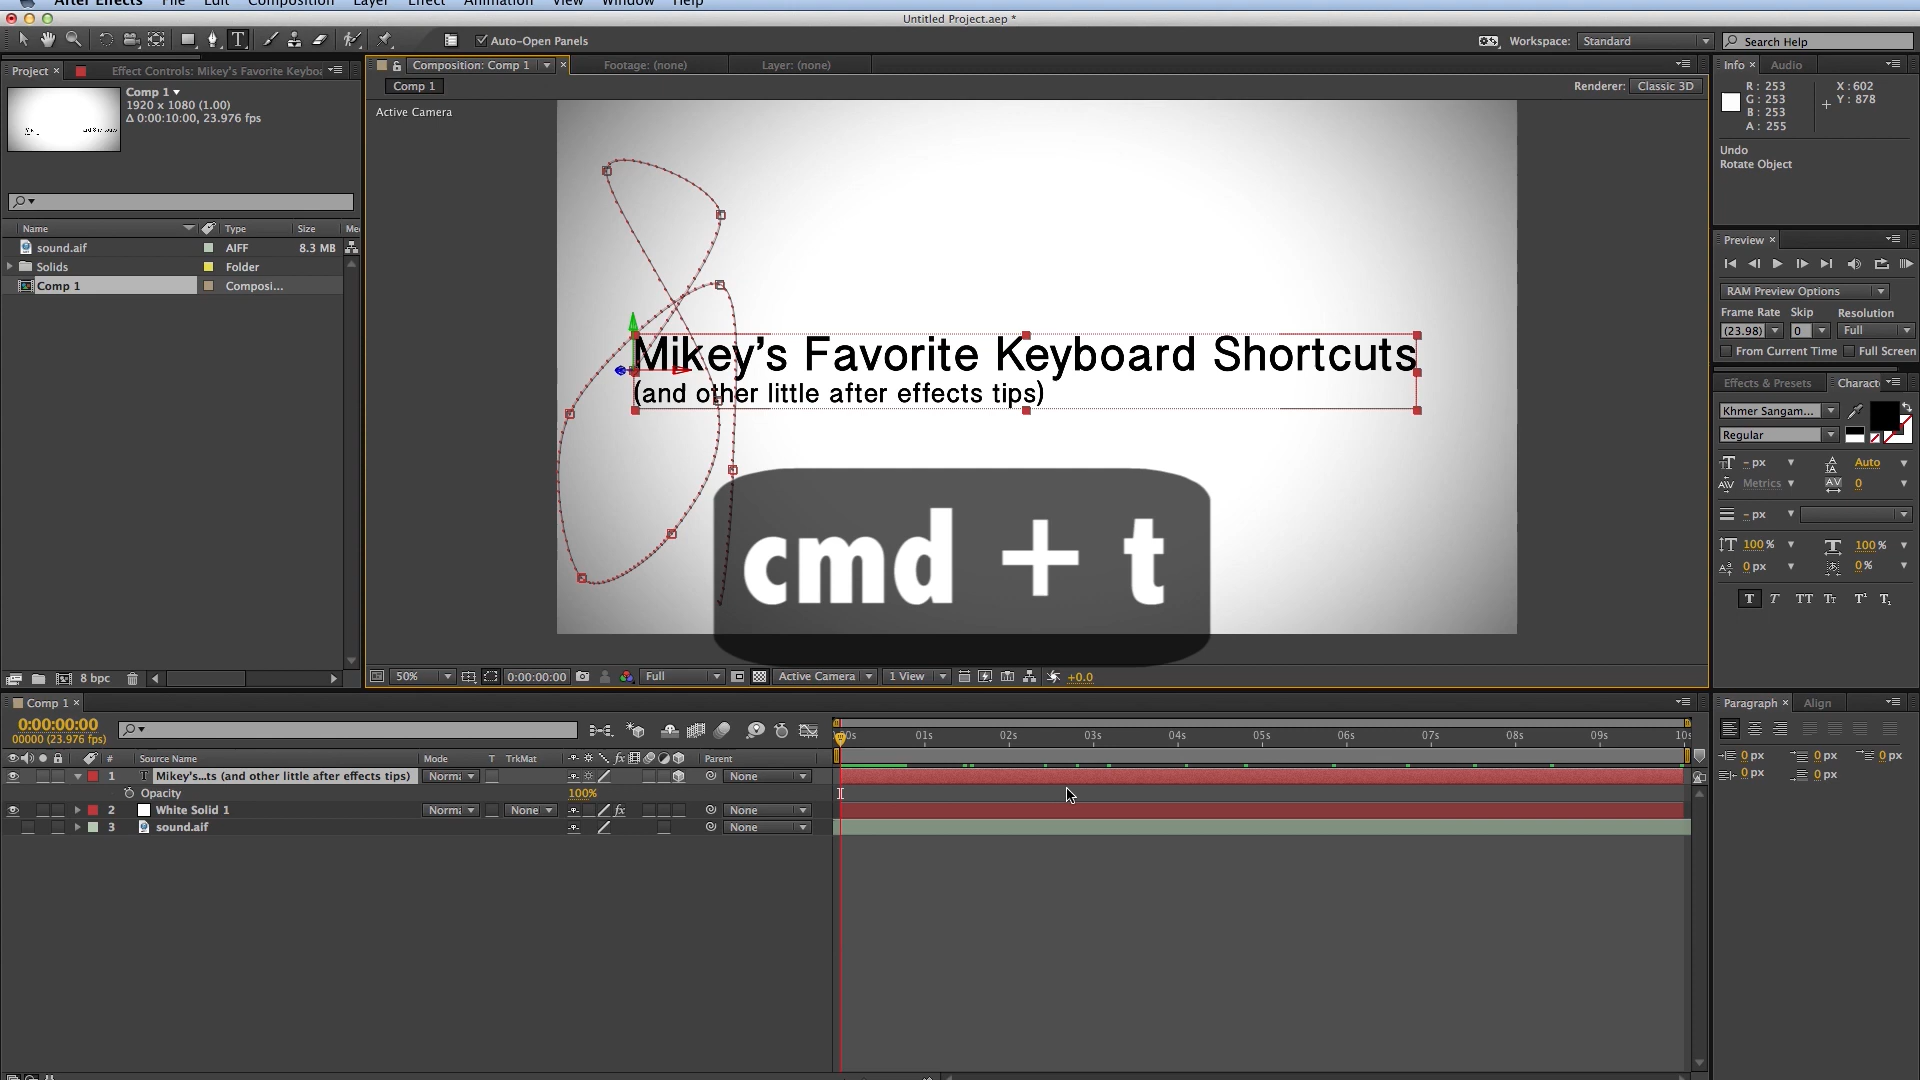 After Effects File Edit Composition Layer Effect Animation View Window Help
Untitled Project.aep *
Auto-Open Panels
Workspace: Standard
Search Help
Project ×
Effect Controls: Mikey's Favorite Keyboa
Comp 1
1920 x 1080 (1.00)
Δ 0:00:10:00, 23.976 fps
Name Type Size Me
sound.aif AIFF 8.3 MB
Solids Folder
Comp 1 Composi...
8 bpc
Composition: Comp 1 ×
Footage: (none)
Layer: (none)
Comp 1
Renderer: Classic 3D
Active Camera
Mikey's Favorite Keyboard Shortcuts
(and other little after effects tips)
cmd + t
50% 0:00:00:00 Full Active Camera 1 View +0.0
Info × Audio
R : 253 X : 602
G : 253 Y : 878
B : 253
A : 255
Undo
Rotate Object
Preview ×
RAM Preview Options
Frame Rate Skip Resolution
(23.98) 0 Full
From Current Time Full Screen
Effects & Presets Charact
Khmer Sangam...
Regular
- px Auto
Metrics 0
- px
100 % 100 %
0 px 0 %
T T TT Tт T¹ T₁
Paragraph × Align
0 px 0 px 0 px
0 px 0 px
Comp 1 ×
0:00:00:00
00000 (23.976 fps)
# Source Name Mode T TrkMat Parent
1 T Mikey's...ts (and other little after effects tips) Norma None
Opacity 100%
2 White Solid 1 Norma None fx None
3 sound.aif None
:00s 01s 02s 03s 04s 05s 06s 07s 08s 09s 10s